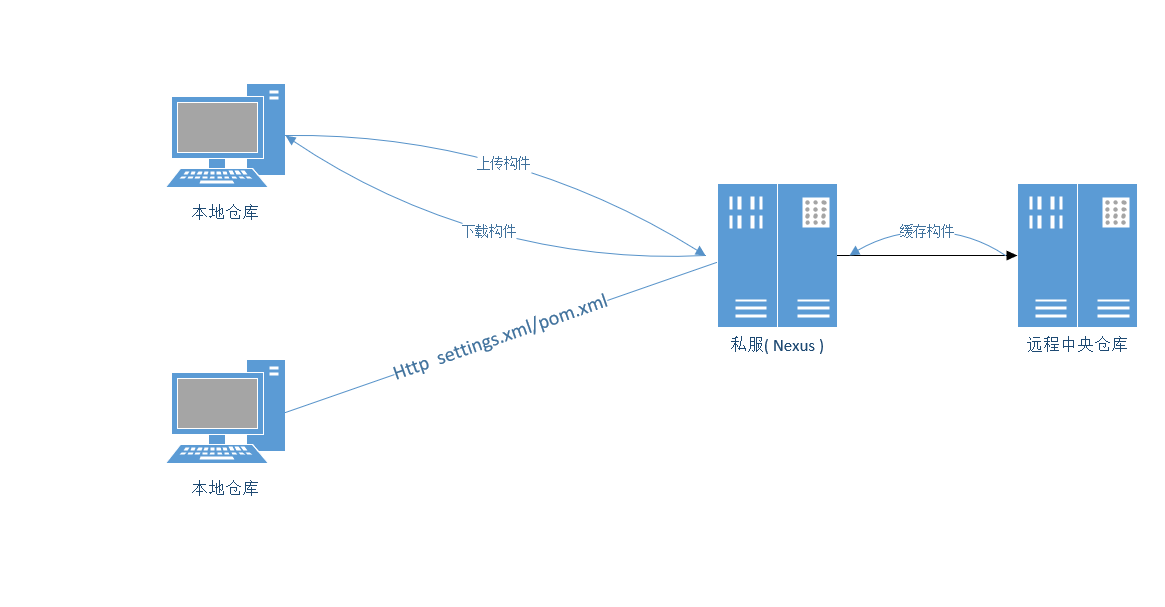 上传构件
本地仓库
下载构件
缓存构件
Http settings.xml/pom.xml
私服( Nexus )
远程中央仓库
本地仓库